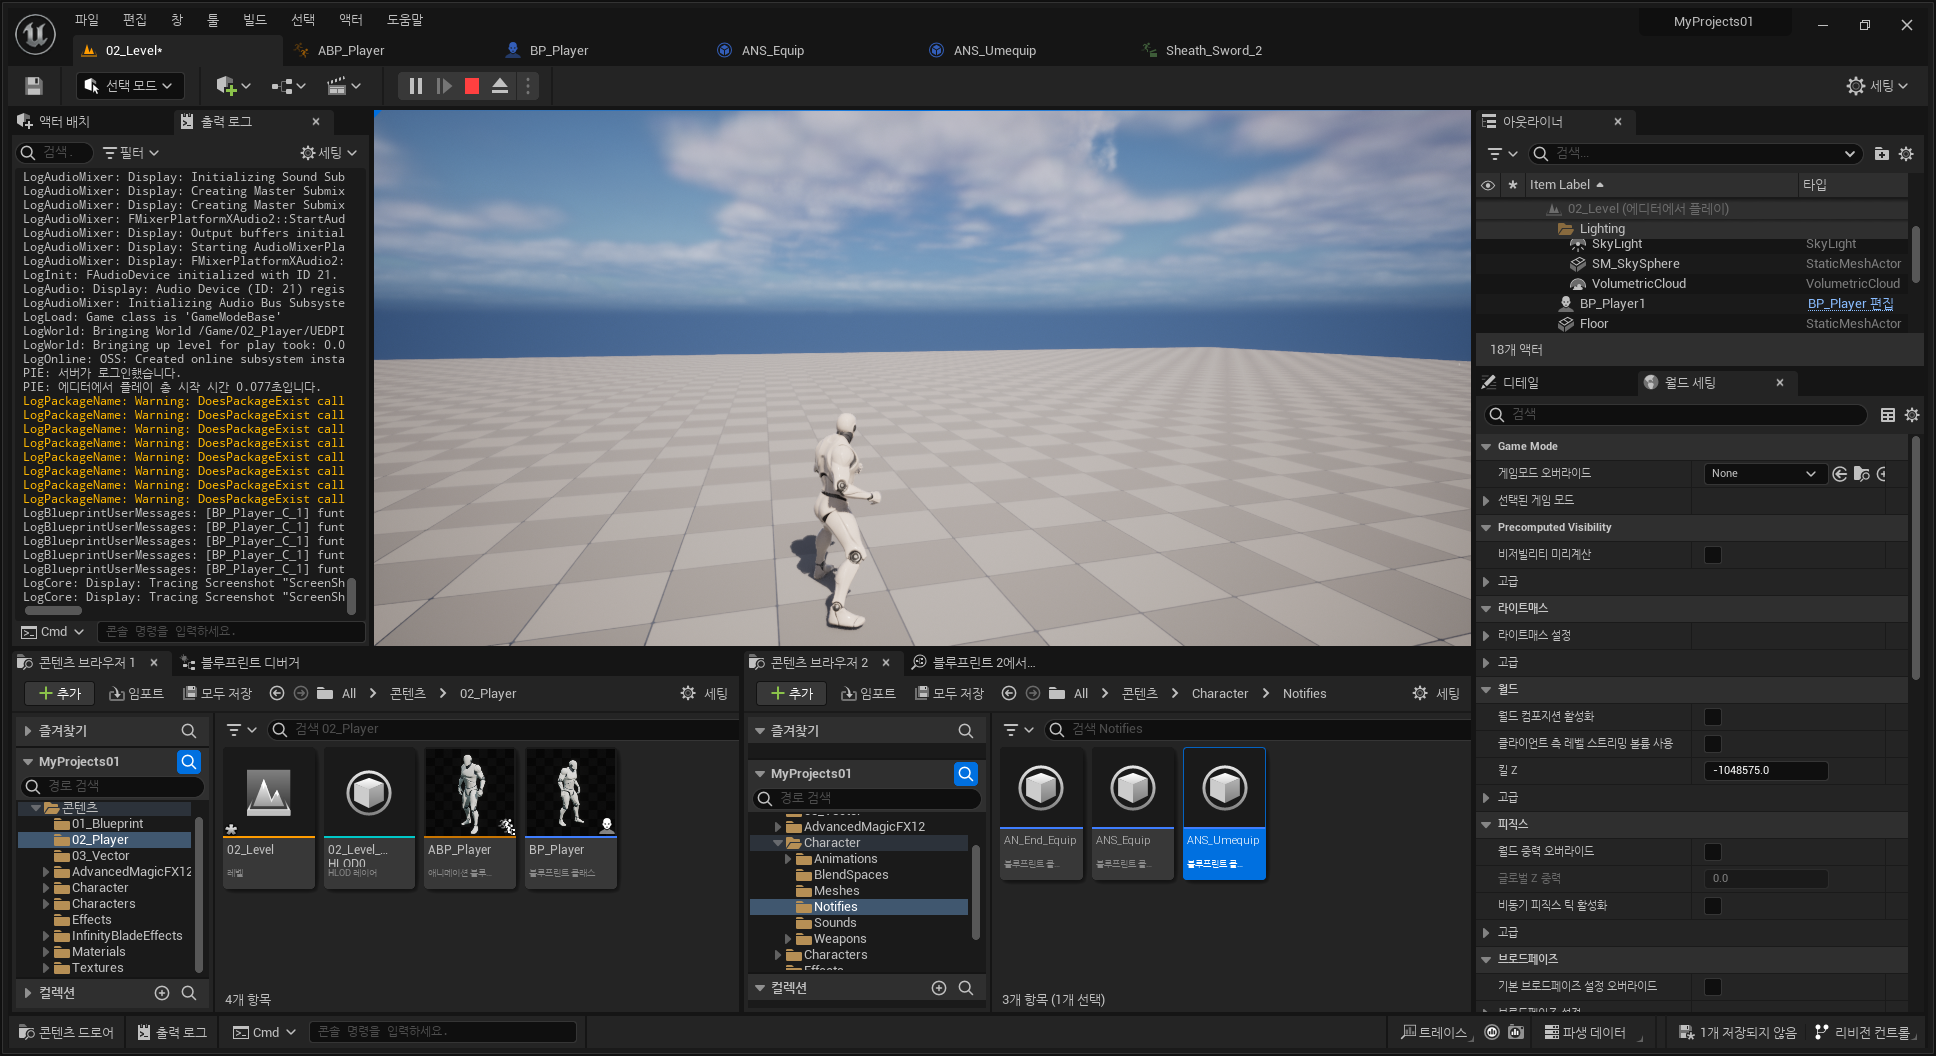 파일 편집 창 툴 빌드 선택 액터 도움말
MyProjects01
02_Level*
ABP_Player
BP_Player
ANS_Equip
ANS_Umequip
Sheath_Sword_2
선택 모드
세팅
액터 배치
출력 로그
검색.
필터
세팅
LogAudioMixer: Display: Initializing Sound Sub
LogAudioMixer: Display: Creating Master Submix
LogAudioMixer: Display: Creating Master Submix
LogAudioMixer: FMixerPlatformXAudio2::StartAud
LogAudioMixer: Display: Output buffers initial
LogAudioMixer: Display: Starting AudioMixerPla
LogAudioMixer: Display: FMixerPlatformXAudio2:
LogInit: FAudioDevice initialized with ID 21.
LogAudio: Display: Audio Device (ID: 21) regis
LogAudioMixer: Initializing Audio Bus Subsyste
LogLoad: Game class is 'GameModeBase'
LogWorld: Bringing World /Game/02_Player/UEDPI
LogWorld: Bringing up level for play took: 0.0
LogOnline: OSS: Created online subsystem insta
PIE: 서버가 로그인했습니다.
PIE: 에디터에서 플레이 총 시작 시간 0.077초입니다.
LogPackageName: Warning: DoesPackageExist call
LogPackageName: Warning: DoesPackageExist call
LogPackageName: Warning: DoesPackageExist call
LogPackageName: Warning: DoesPackageExist call
LogPackageName: Warning: DoesPackageExist call
LogPackageName: Warning: DoesPackageExist call
LogPackageName: Warning: DoesPackageExist call
LogPackageName: Warning: DoesPackageExist call
LogBlueprintUserMessages: [BP_Player_C_1] funt
LogBlueprintUserMessages: [BP_Player_C_1] funt
LogBlueprintUserMessages: [BP_Player_C_1] funt
LogBlueprintUserMessages: [BP_Player_C_1] funt
LogBlueprintUserMessages: [BP_Player_C_1] funt
LogCore: Display: Tracing Screenshot "ScreenSh
LogCore: Display: Tracing Screenshot "ScreenSh
Cmd
콘솔 명령을 입력하세요.
아웃라이너
검색...
Item Label
타입
02_Level (에디터에서 플레이)
Lighting
SkyLight SkyLight
SM_SkySphere StaticMeshActor
VolumetricCloud VolumetricCloud
BP_Player1 BP_Player 편집
Floor StaticMeshActor
18개 액터
디테일
월드 세팅
검색
Game Mode
게임모드 오버라이드
None
선택된 게임 모드
Precomputed Visibility
비저빌리티 미리계산
고급
라이트매스
라이트매스 설정
고급
월드
월드 컴포지션 활성화
클라이언트 측 레벨 스트리밍 볼륨 사용
킬 Z
-1048575.0
고급
피직스
월드 중력 오버라이드
글로벌 Z 중력
0.0
비동기 피직스 틱 활성화
고급
브로드페이즈
기본 브로드페이즈 설정 오버라이드
브로드페이즈 설정
콘텐츠 브라우저 1
블루프린트 디버거
추가
임포트
모두 저장
All
콘텐츠
02_Player
세팅
즐겨찾기
검색 02_Player
MyProjects01
경로 검색
콘텐츠
01_Blueprint
02_Player
03_Vector
AdvancedMagicFX12
Character
Characters
Effects
InfinityBladeEffects
Materials
Textures
컬렉션
02_Level
레벨
02_Level_...
HLOD0
HLOD 레이어
ABP_Player
애니메이션 블루...
BP_Player
블루프린트 클래스
4개 항목
콘텐츠 브라우저 2
블루프린트 2에서...
추가
임포트
모두 저장
All
콘텐츠
Character
Notifies
세팅
즐겨찾기
검색 Notifies
MyProjects01
경로 검색
AdvancedMagicFX12
Character
Animations
BlendSpaces
Meshes
Notifies
Sounds
Weapons
Characters
Effects
컬렉션
AN_End_Equip
블루프린트 클...
ANS_Equip
블루프린트 클...
ANS_Umequip
블루프린트 클...
3개 항목 (1개 선택)
콘텐츠 드로어
출력 로그
Cmd
콘솔 명령을 입력하세요.
트레이스
파생 데이터
1개 저장되지 않음
리비전 컨트롤